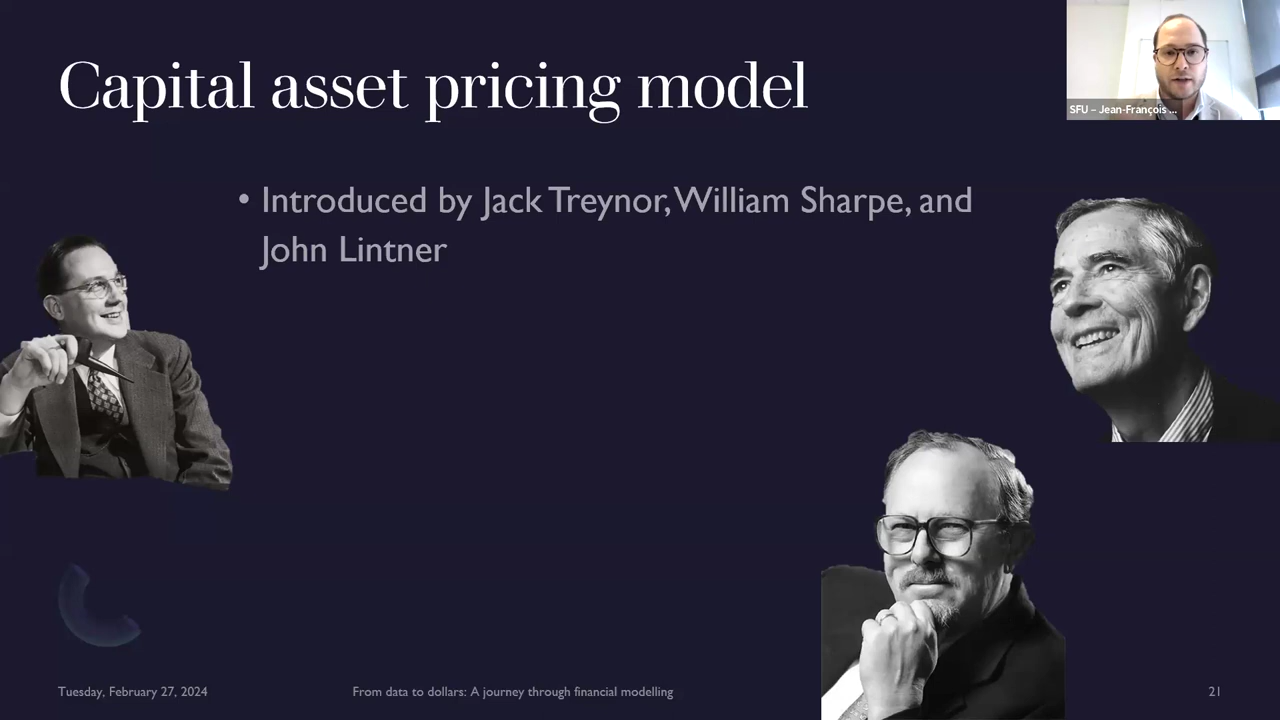 Capital asset pricing model
SFU – Jean-François ...
• Introduced by Jack Treynor, William Sharpe, and
John Lintner
Tuesday, February 27, 2024
From data to dollars: A journey through financial modelling
21